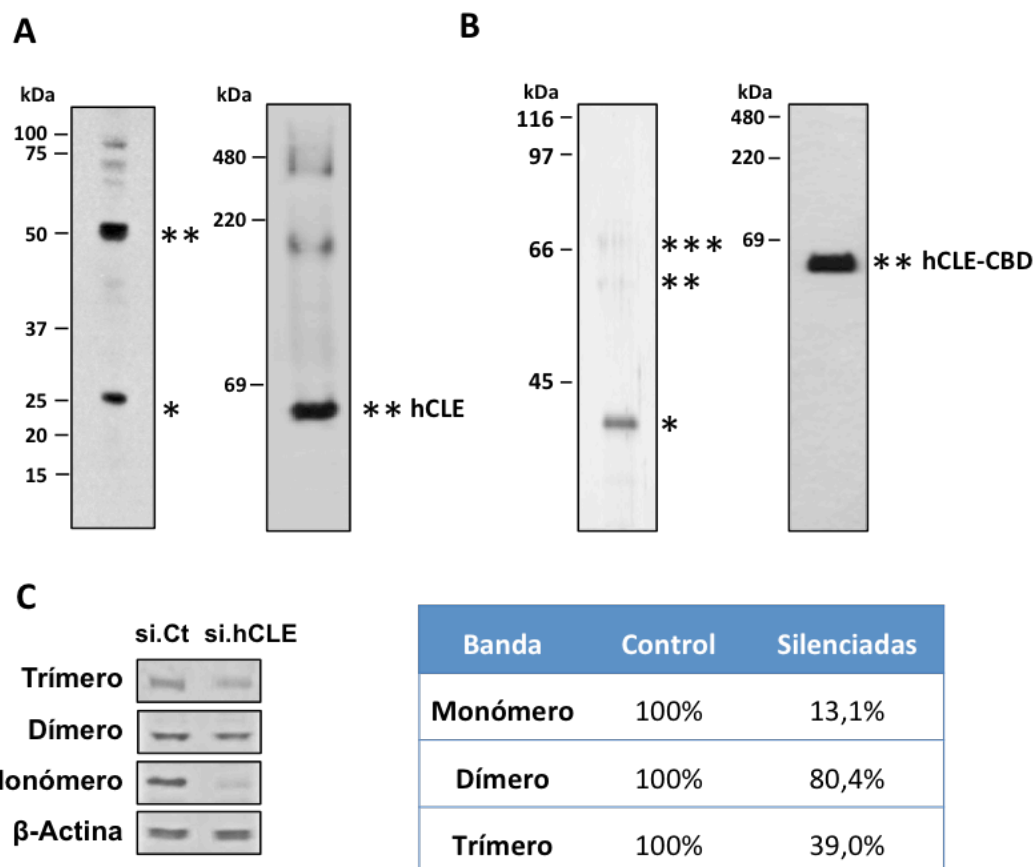 A
B
kDa
100
75
50
37
25
20
15
**
*
kDa
480
220
69
** hCLE
kDa
116
97
66
45
***
**
*
kDa
480
220
69
** hCLE-CBD
C
si.Ct si.hCLE
Trímero
Dímero
onómero
β-Actina
Banda Control Silenciadas
Monómero 100% 13,1%
Dímero 100% 80,4%
Trímero 100% 39,0%